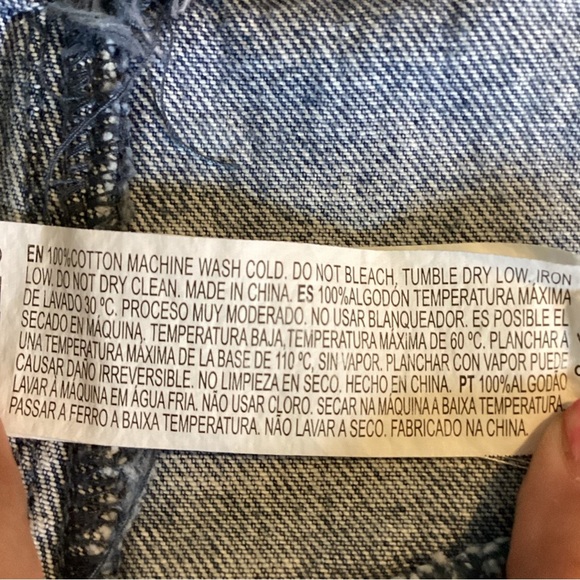 EN 100%COTTON MACHINE WASH COLD. DO NOT BLEACH, TUMBLE DRY LOW. IRON
LOW. DO NOT DRY CLEAN. MADE IN CHINA. ES 100%ALGODÓN TEMPERATURA MÁXIMA
DE LAVADO 30 ºC. PROCESO MUY MODERADO. NO USAR BLANQUEADOR. ES POSIBLE EL
SECADO EN MÁQUINA, TEMPERATURA BAJA,TEMPERATURA MÁXiMA DE 60 ºC. PLANCHAR A
UNA TEMPERATURA MÁXIMA DE LA BASE DE 110 ºC, SIN VAPOR. PLANCHAR CON VAPOR PUEDE
CAUSAR DAÑO IRREVERSIBLE. NO LIMPIEZA EN SECO. HECHO EN CHINA. PT 100%ALGODÃO
LAVAR À MÁQUINA EM ÁGUA FRIA. NÃO USAR CLORO. SECAR NA MÁQUINA A BAIXA TEMPERATURA.
PASSAR A FERRO A BAIXA TEMPERATURA. NÃO LAVAR A SECO. FABRICADO NA CHINA.